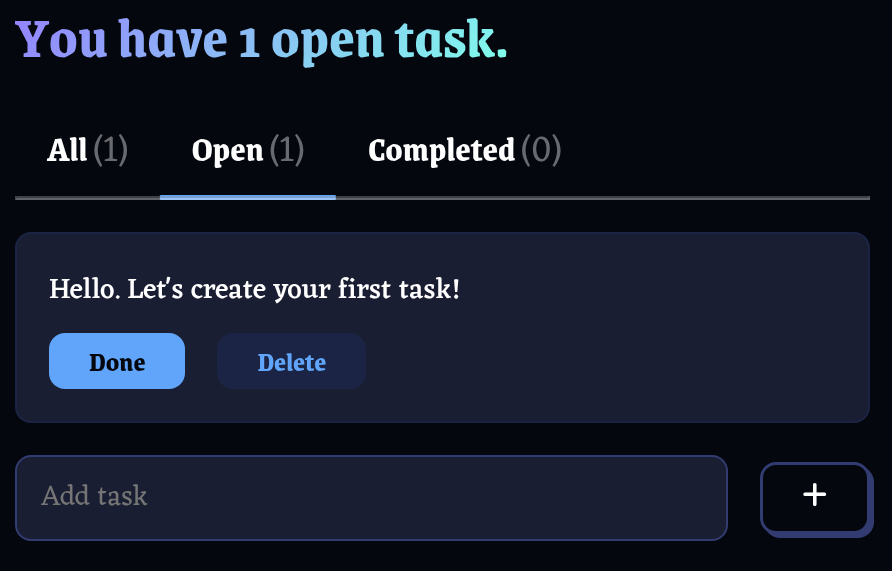 You have 1 open task.
All (1) Open (1) Completed (0)
Hello. Let's create your first task!
Done Delete
Add task +